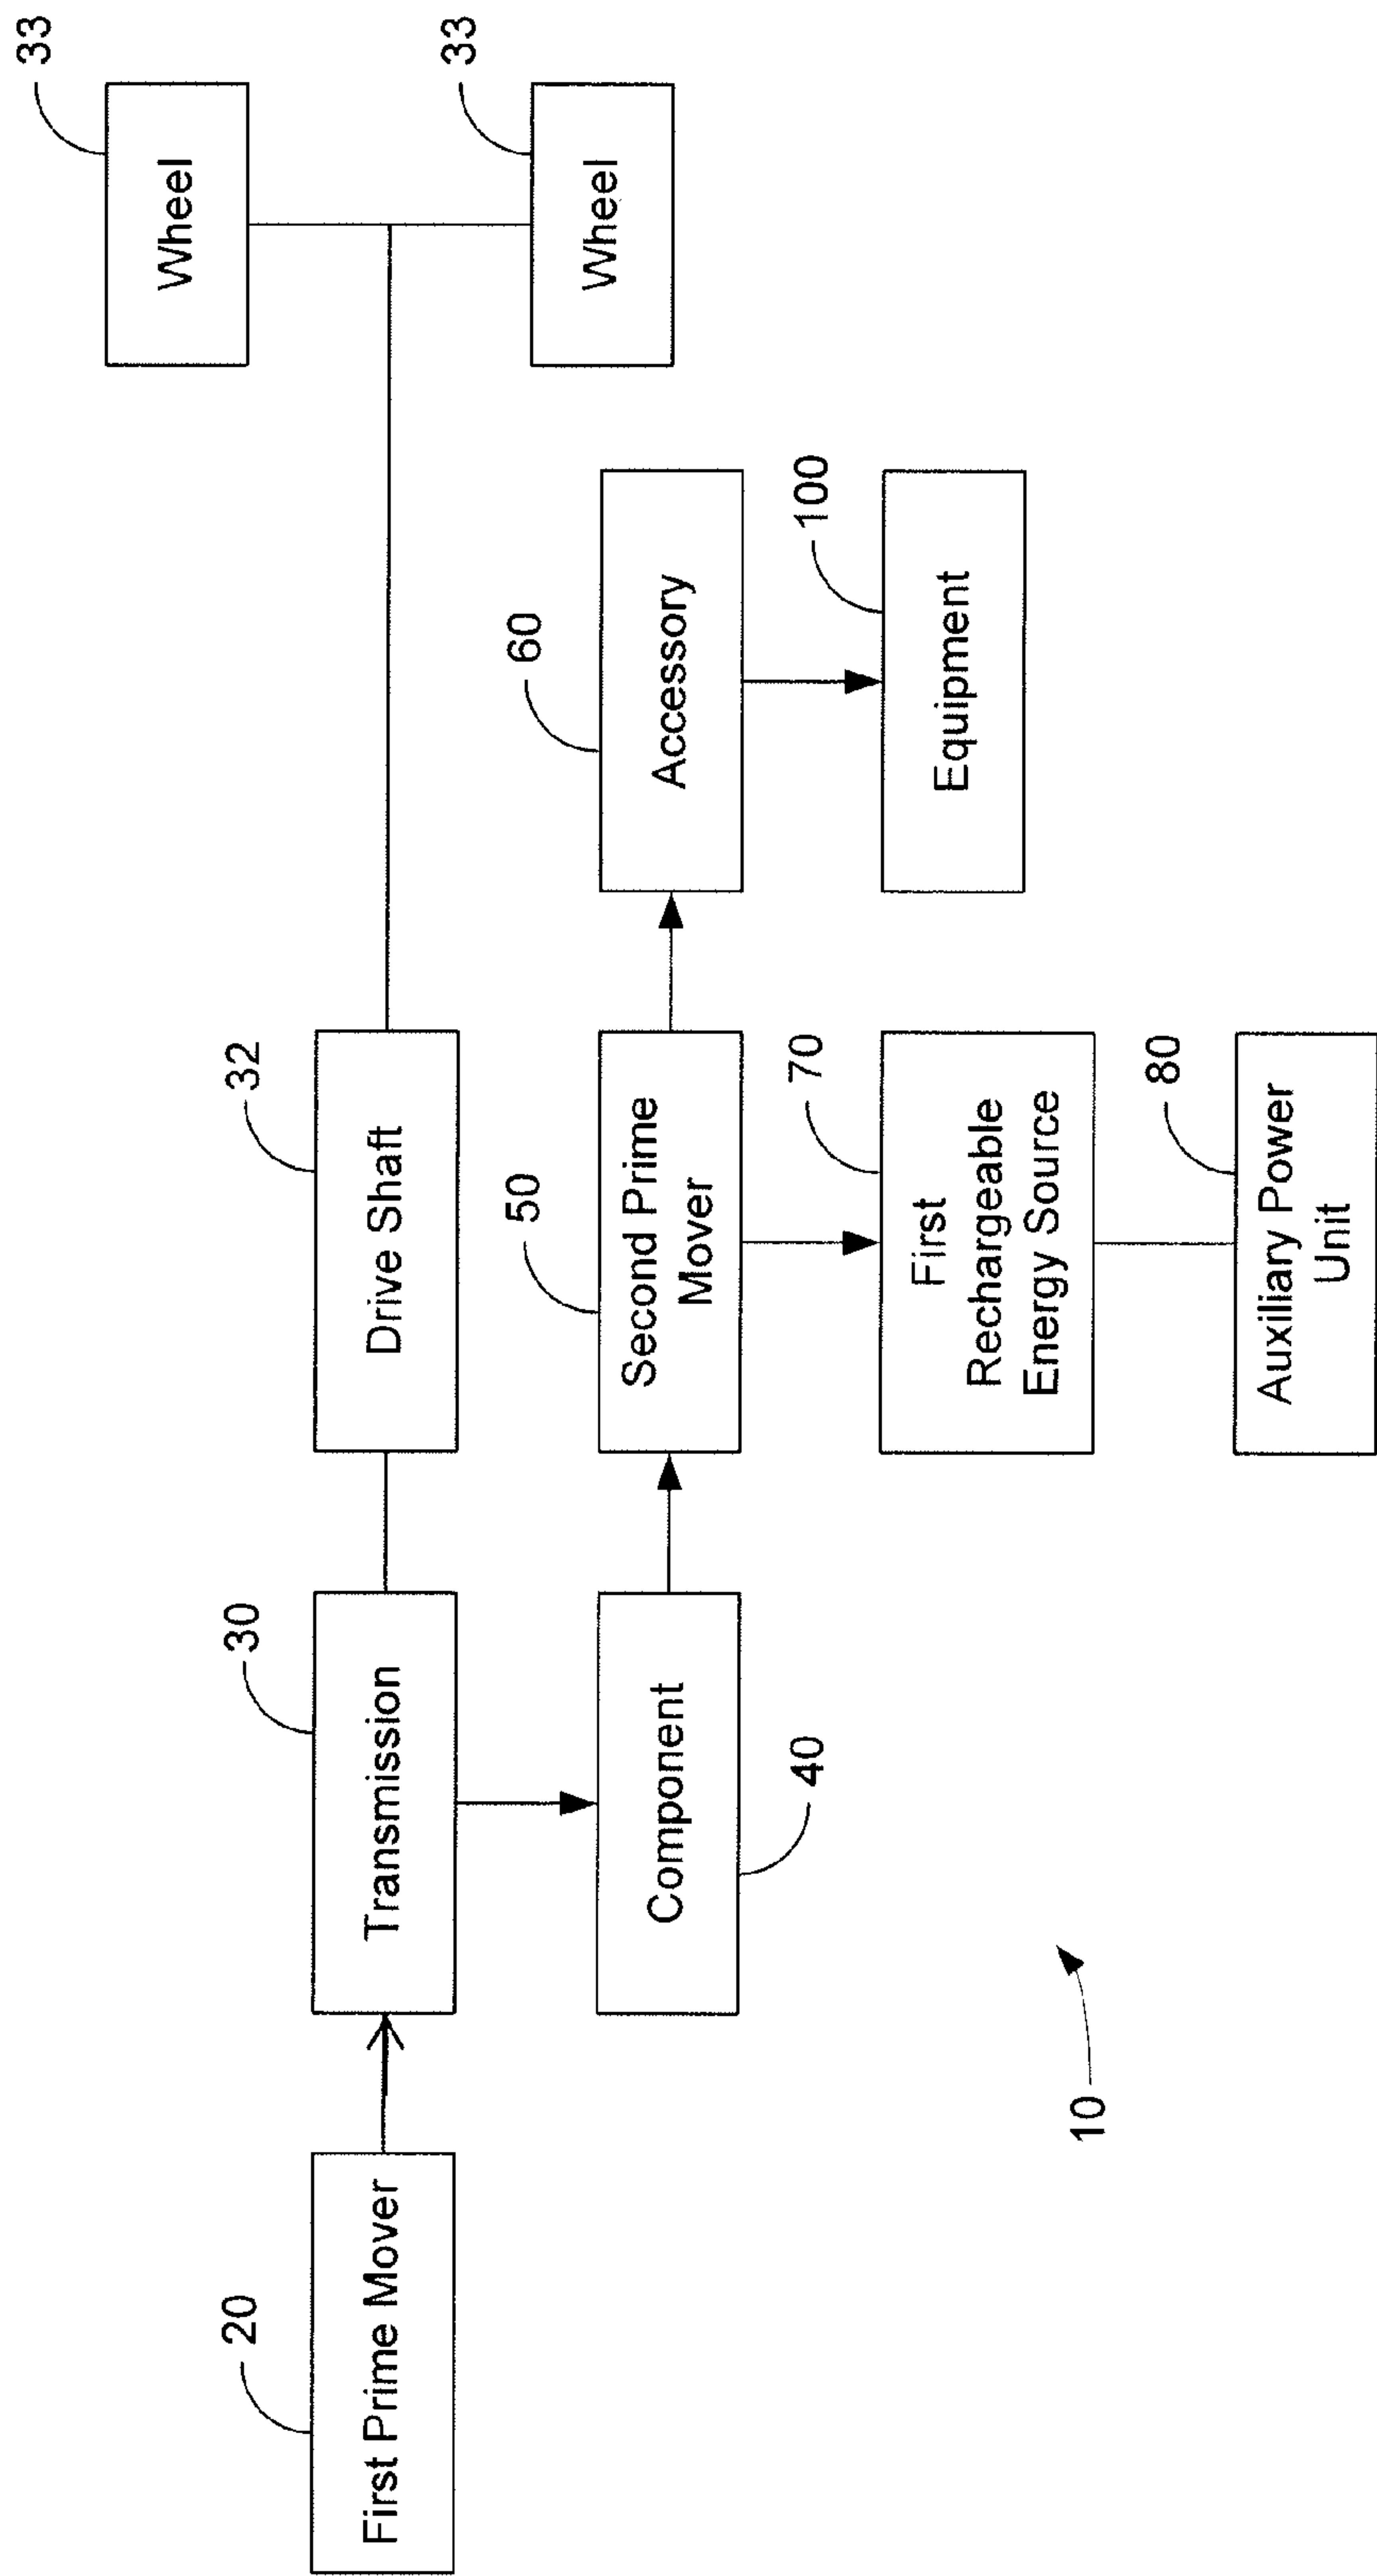 33
Wheel
33
Wheel
20
First Prime Mover
30
Transmission
32
Drive Shaft
40
Component
50
Second Prime
Mover
60
Accessory
100
Equipment
70
First
Rechargeable
Energy Source
80
Auxiliary Power
Unit
10